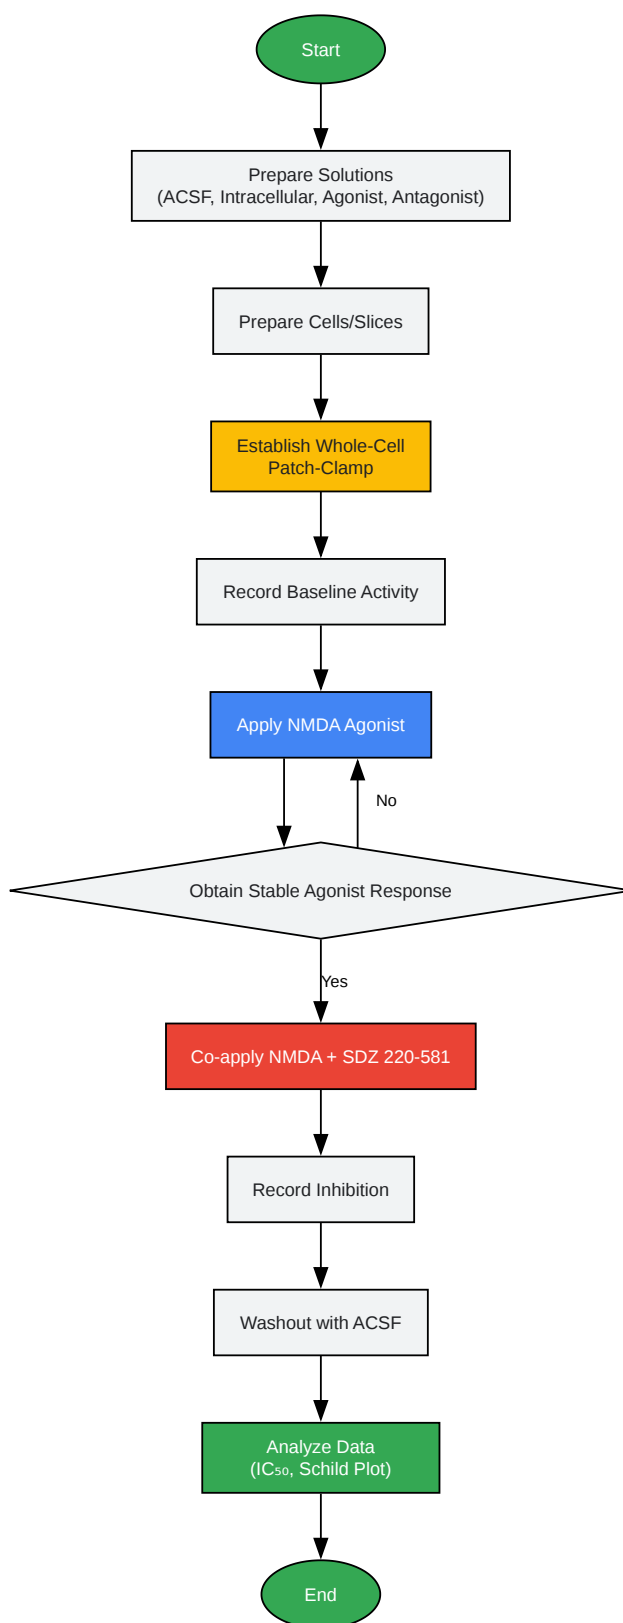 Start
Prepare Solutions
(ACSF, Intracellular, Agonist, Antagonist)
Prepare Cells/Slices
Establish Whole-Cell
Patch-Clamp
Record Baseline Activity
Apply NMDA Agonist
No
Obtain Stable Agonist Response
Yes
Co-apply NMDA + SDZ 220-581
Record Inhibition
Washout with ACSF
Analyze Data
(IC₅₀, Schild Plot)
End